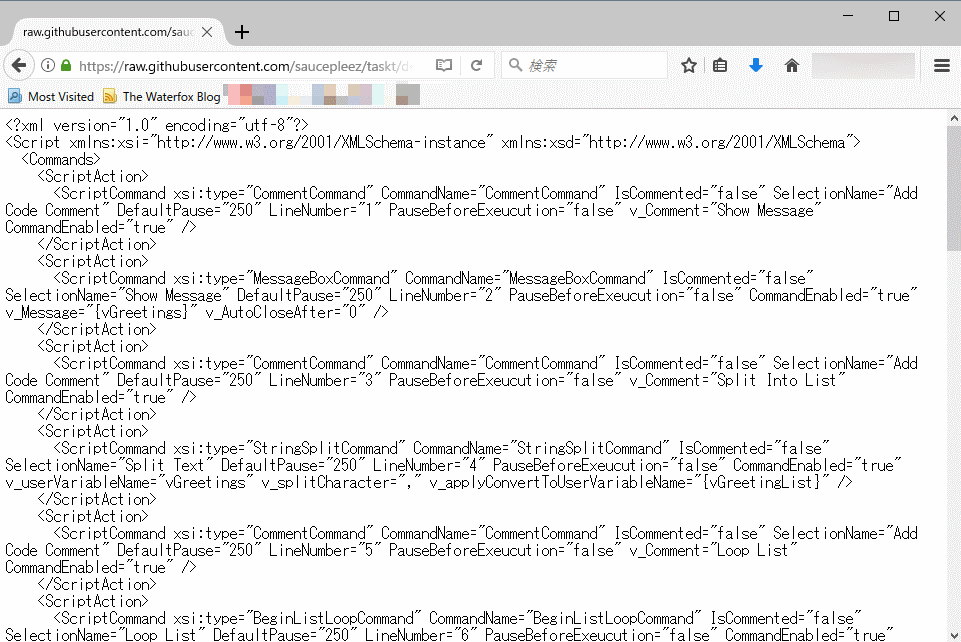 raw.githubusercontent.com/sauc
https://raw.githubusercontent.com/saucepleez/taskt/de
検索
Most Visited
The Waterfox Blog
<?xml version="1.0" encoding="utf-8"?>
<Script xmlns:xsi="http://www.w3.org/2001/XMLSchema-instance" xmlns:xsd="http://www.w3.org/2001/XMLSchema">
  <Commands>
    <ScriptAction>
      <ScriptCommand xsi:type="CommentCommand" CommandName="CommentCommand" IsCommented="false" SelectionName="Add
Code Comment" DefaultPause="250" LineNumber="1" PauseBeforeExeucution="false" v_Comment="Show Message"
CommandEnabled="true" />
    </ScriptAction>
    <ScriptAction>
      <ScriptCommand xsi:type="MessageBoxCommand" CommandName="MessageBoxCommand" IsCommented="false"
SelectionName="Show Message" DefaultPause="250" LineNumber="2" PauseBeforeExeucution="false" CommandEnabled="true"
v_Message="{vGreetings}" v_AutoCloseAfter="0" />
    </ScriptAction>
    <ScriptAction>
      <ScriptCommand xsi:type="CommentCommand" CommandName="CommentCommand" IsCommented="false" SelectionName="Add
Code Comment" DefaultPause="250" LineNumber="3" PauseBeforeExeucution="false" v_Comment="Split Into List"
CommandEnabled="true" />
    </ScriptAction>
    <ScriptAction>
      <ScriptCommand xsi:type="StringSplitCommand" CommandName="StringSplitCommand" IsCommented="false"
SelectionName="Split Text" DefaultPause="250" LineNumber="4" PauseBeforeExeucution="false" CommandEnabled="true"
v_userVariableName="vGreetings" v_splitCharacter="," v_applyConvertToUserVariableName="{vGreetingList}" />
    </ScriptAction>
    <ScriptAction>
      <ScriptCommand xsi:type="CommentCommand" CommandName="CommentCommand" IsCommented="false" SelectionName="Add
Code Comment" DefaultPause="250" LineNumber="5" PauseBeforeExeucution="false" v_Comment="Loop List"
CommandEnabled="true" />
    </ScriptAction>
    <ScriptAction>
      <ScriptCommand xsi:type="BeginListLoopCommand" CommandName="BeginListLoopCommand" IsCommented="false"
SelectionName="Loop List" DefaultPause="250" LineNumber="6" PauseBeforeExeucution="false" CommandEnabled="true"